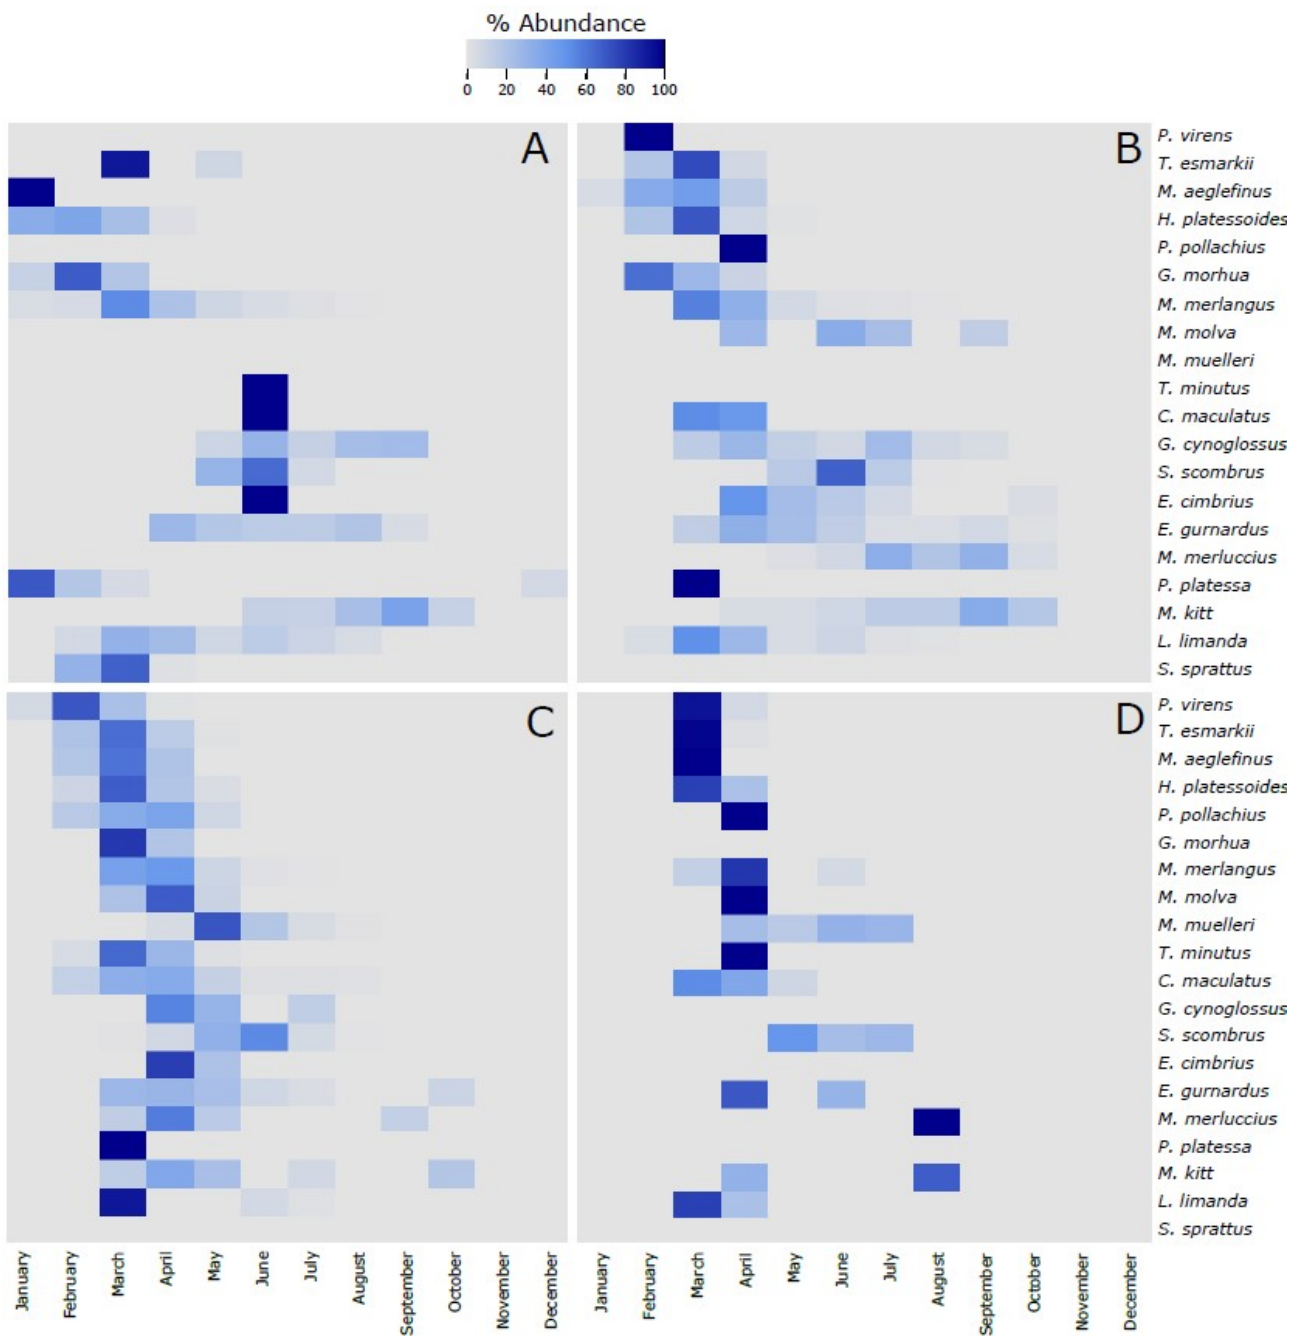 % Abundance
0 20 40 60 80 100
A
B
P. virens
T. esmarkii
M. aeglefinus
H. platessoides
P. pollachius
G. morhua
M. merlangus
M. molva
M. muelleri
T. minutus
C. maculatus
G. cynoglossus
S. scombrus
E. cimbrius
E. gurnardus
M. merluccius
P. platessa
M. kitt
L. limanda
S. sprattus
C
D
P. virens
T. esmarkii
M. aeglefinus
H. platessoides
P. pollachius
G. morhua
M. merlangus
M. molva
M. muelleri
T. minutus
C. maculatus
G. cynoglossus
S. scombrus
E. cimbrius
E. gurnardus
M. merluccius
P. platessa
M. kitt
L. limanda
S. sprattus
January February March April May June July August September October November December
January February March April May June July August September October November December